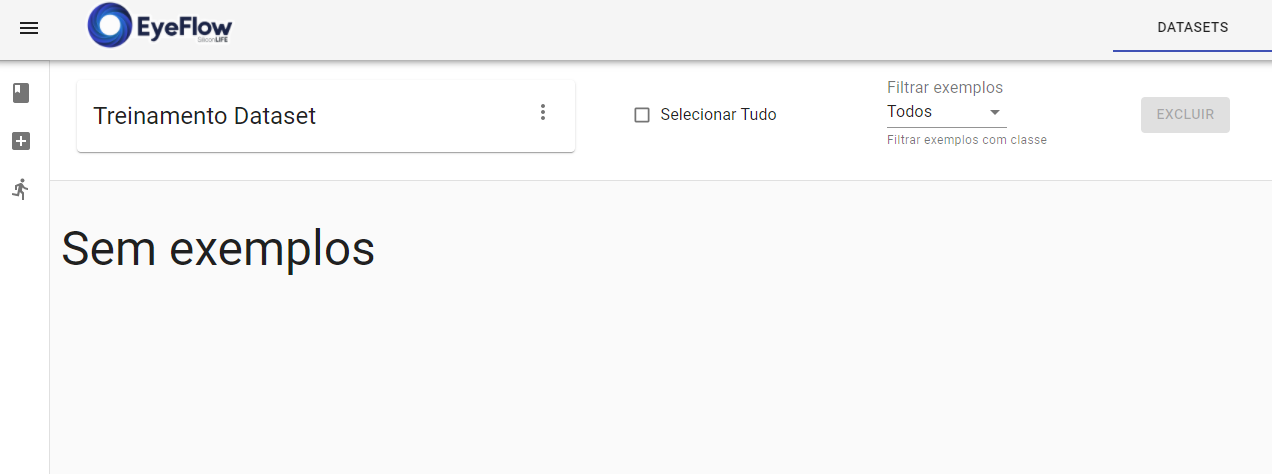 EyeFlow
SiliconLIFE
DATASETS
Treinamento Dataset
Selecionar Tudo
Filtrar exemplos
Todos
Filtrar exemplos com classe
EXCLUIR
Sem exemplos